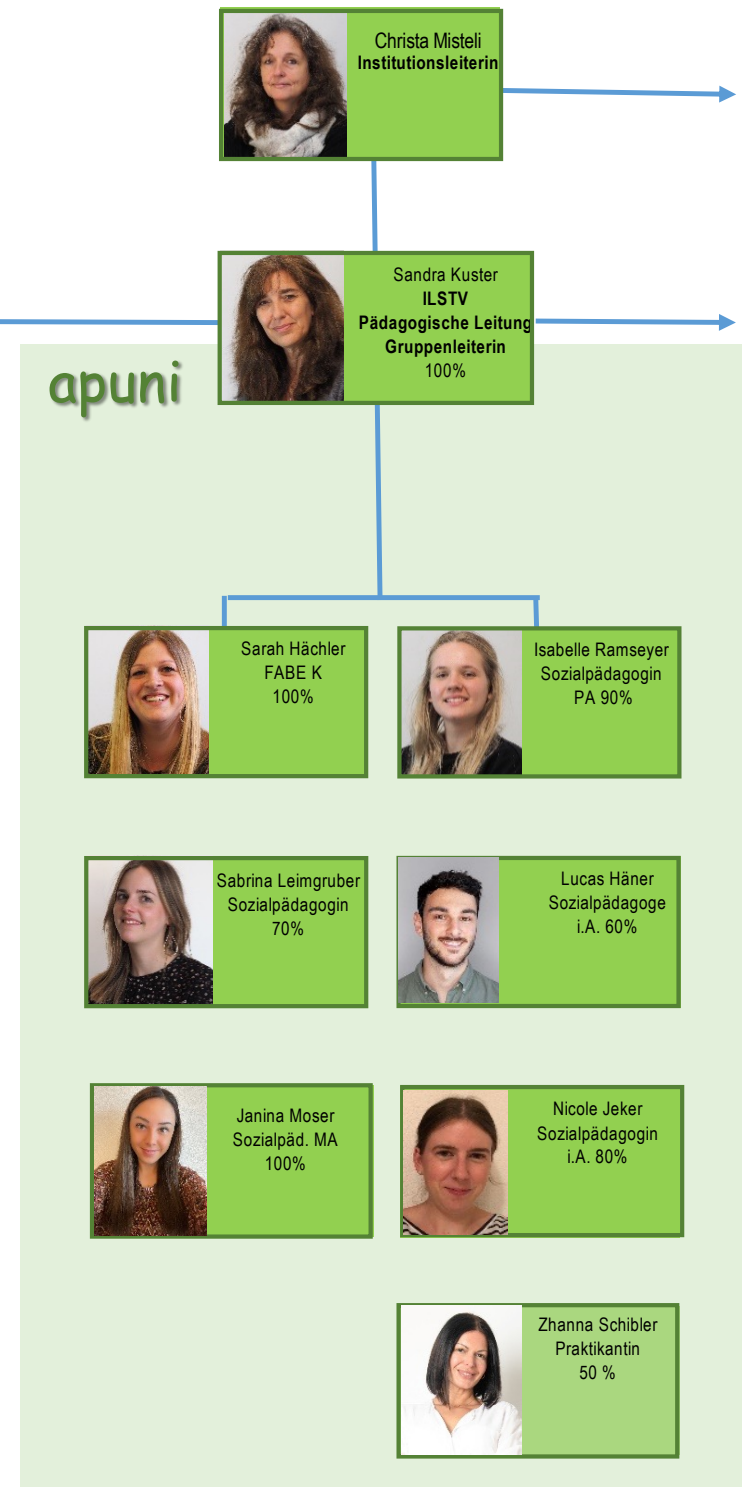 Christa Misteli
Institutionsleiterin
Sandra Kuster
ILSTV
Pädagogische Leitung
Gruppenleiterin
100%
apuni
Sarah Hächler
FABE K
100%
Isabelle Ramseyer
Sozialpädagogin
PA 90%
Sabrina Leimgruber
Sozialpädagogin
70%
Lucas Häner
Sozialpädagoge
i.A. 60%
Janina Moser
Sozialpäd. MA
100%
Nicole Jeker
Sozialpädagogin
i.A. 80%
Zhanna Schibler
Praktikantin
50 %